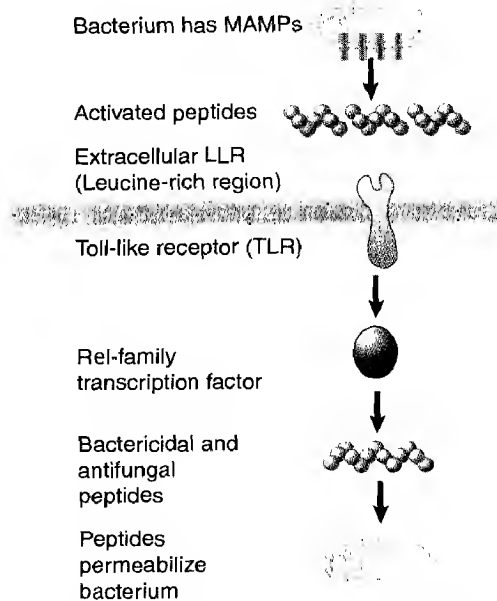 Bacterium has MAMPs
Activated peptides
Extracellular LLR
(Leucine-rich region)
Toll-like receptor (TLR)
Rel-family
transcription factor
Bactericidal and
antifungal
peptides
Peptides
permeabilize
bacterium